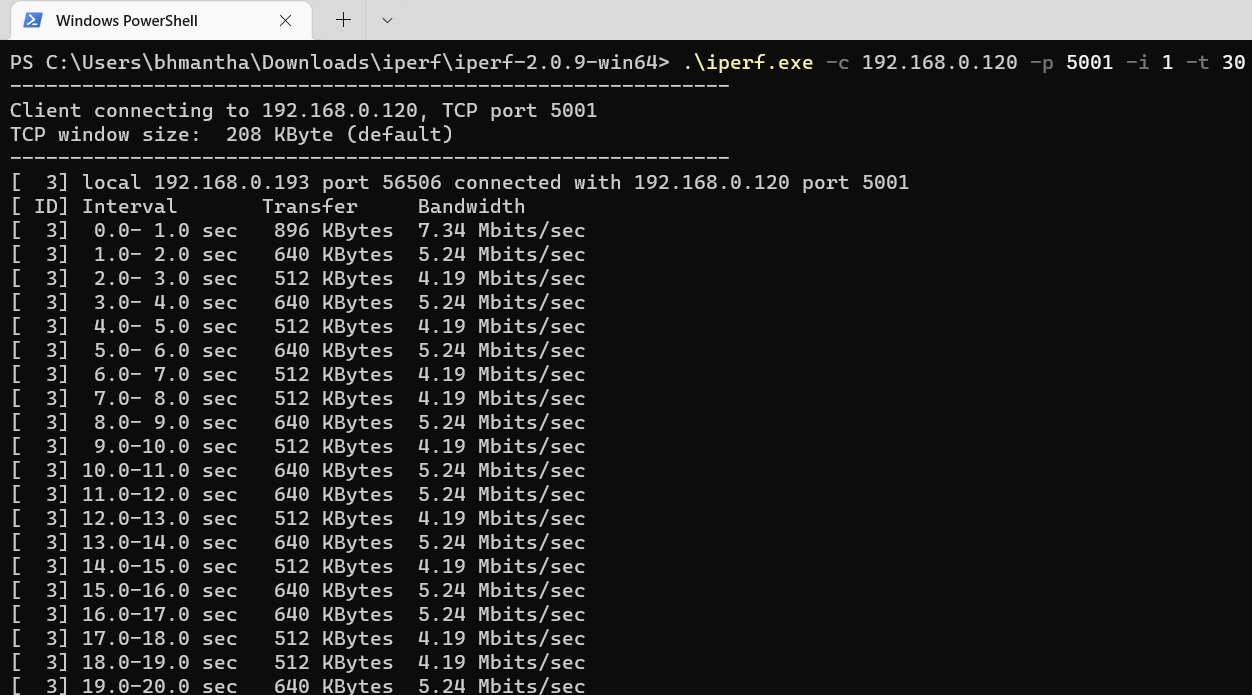 Windows PowerShell
PS C:\Users\bhmantha\Downloads\iperf\iperf-2.0.9-win64> .\iperf.exe -c 192.168.0.120 -p 5001 -i 1 -t 30
------------------------------------------------------------
Client connecting to 192.168.0.120, TCP port 5001
TCP window size:  208 KByte (default)
------------------------------------------------------------
[  3] local 192.168.0.193 port 56506 connected with 192.168.0.120 port 5001
[ ID] Interval       Transfer     Bandwidth
[  3]  0.0- 1.0 sec   896 KBytes  7.34 Mbits/sec
[  3]  1.0- 2.0 sec   640 KBytes  5.24 Mbits/sec
[  3]  2.0- 3.0 sec   512 KBytes  4.19 Mbits/sec
[  3]  3.0- 4.0 sec   640 KBytes  5.24 Mbits/sec
[  3]  4.0- 5.0 sec   512 KBytes  4.19 Mbits/sec
[  3]  5.0- 6.0 sec   640 KBytes  5.24 Mbits/sec
[  3]  6.0- 7.0 sec   512 KBytes  4.19 Mbits/sec
[  3]  7.0- 8.0 sec   512 KBytes  4.19 Mbits/sec
[  3]  8.0- 9.0 sec   640 KBytes  5.24 Mbits/sec
[  3]  9.0-10.0 sec   512 KBytes  4.19 Mbits/sec
[  3] 10.0-11.0 sec   640 KBytes  5.24 Mbits/sec
[  3] 11.0-12.0 sec   640 KBytes  5.24 Mbits/sec
[  3] 12.0-13.0 sec   512 KBytes  4.19 Mbits/sec
[  3] 13.0-14.0 sec   640 KBytes  5.24 Mbits/sec
[  3] 14.0-15.0 sec   512 KBytes  4.19 Mbits/sec
[  3] 15.0-16.0 sec   640 KBytes  5.24 Mbits/sec
[  3] 16.0-17.0 sec   640 KBytes  5.24 Mbits/sec
[  3] 17.0-18.0 sec   512 KBytes  4.19 Mbits/sec
[  3] 18.0-19.0 sec   512 KBytes  4.19 Mbits/sec
[  3] 19.0-20.0 sec   640 KBytes  5.24 Mbits/sec